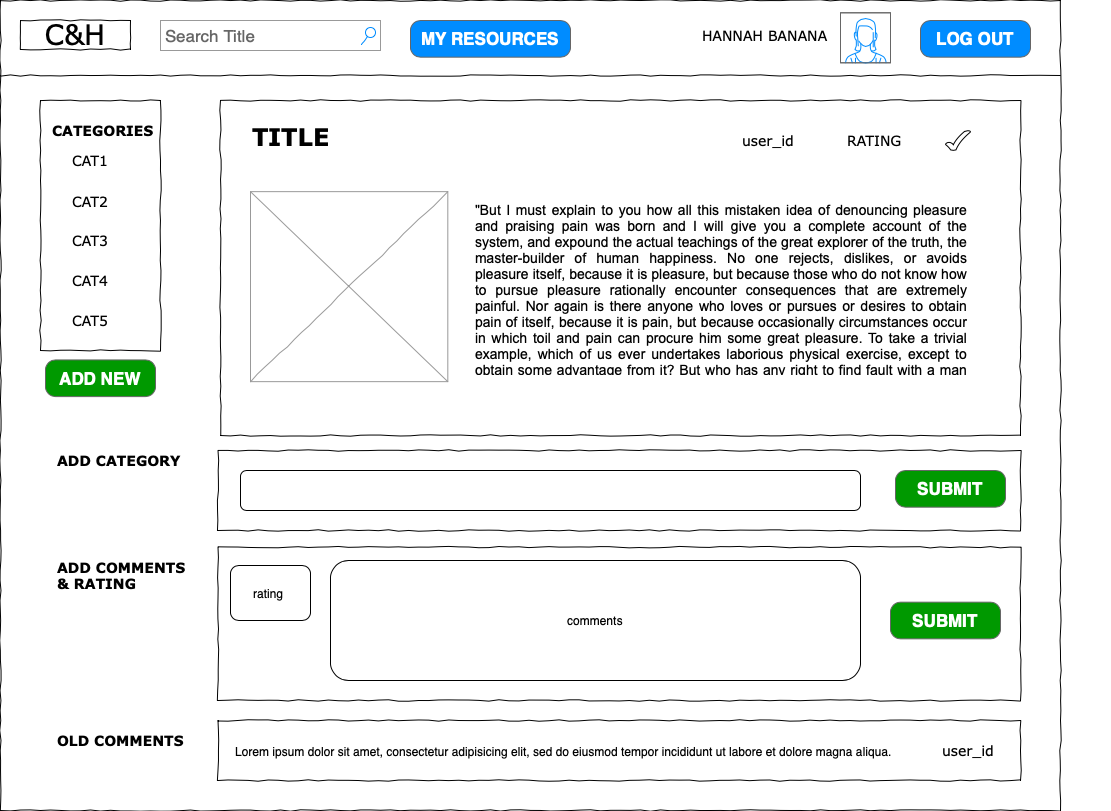 C&H
Search Title
MY RESOURCES
HANNAH BANANA
LOG OUT
CATEGORIES
CAT1
CAT2
CAT3
CAT4
CAT5
ADD NEW
TITLE
user_id
RATING
"But I must explain to you how all this mistaken idea of denouncing pleasure
and praising pain was born and I will give you a complete account of the
system, and expound the actual teachings of the great explorer of the truth, the
master-builder of human happiness. No one rejects, dislikes, or avoids
pleasure itself, because it is pleasure, but because those who do not know how
to pursue pleasure rationally encounter consequences that are extremely
painful. Nor again is there anyone who loves or pursues or desires to obtain
pain of itself, because it is pain, but because occasionally circumstances occur
in which toil and pain can procure him some great pleasure. To take a trivial
example, which of us ever undertakes laborious physical exercise, except to
obtain some advantage from it? But who has any right to find fault with a man
ADD CATEGORY
SUBMIT
ADD COMMENTS
& RATING
rating
comments
SUBMIT
OLD COMMENTS
Lorem ipsum dolor sit amet, consectetur adipisicing elit, sed do eiusmod tempor incididunt ut labore et dolore magna aliqua.
user_id